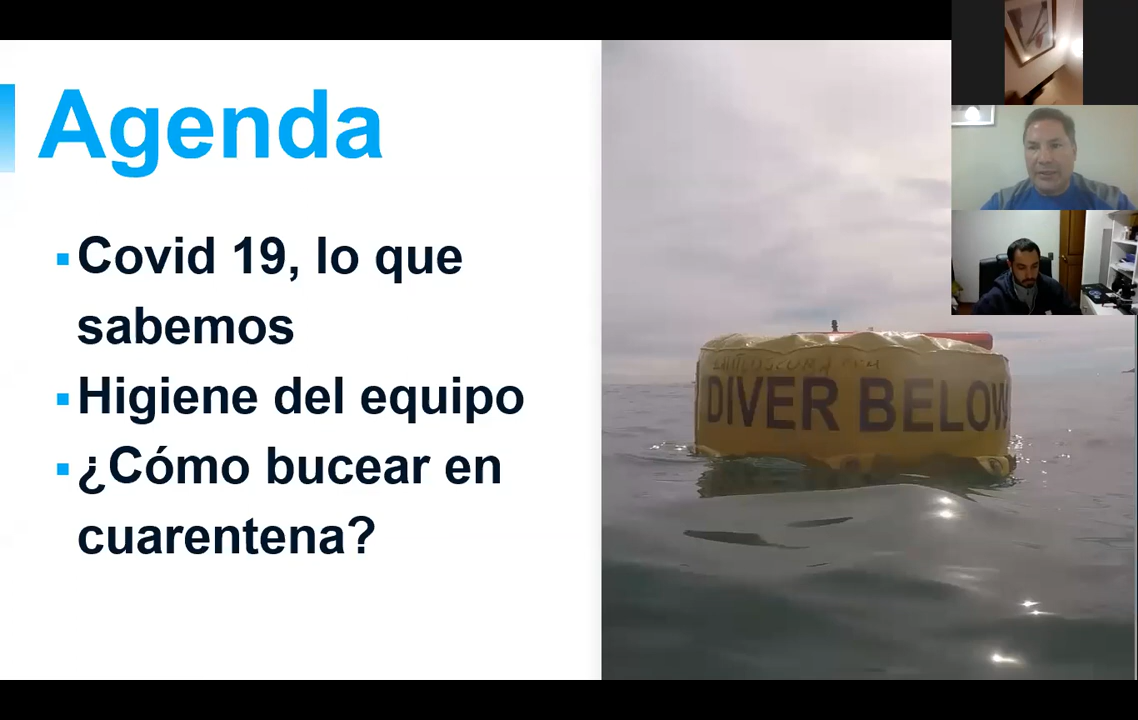 Agenda
Covid 19, lo que
sabemos
Higiene del equipo
¿Cómo bucear en
cuarentena?
DIVER BELOW